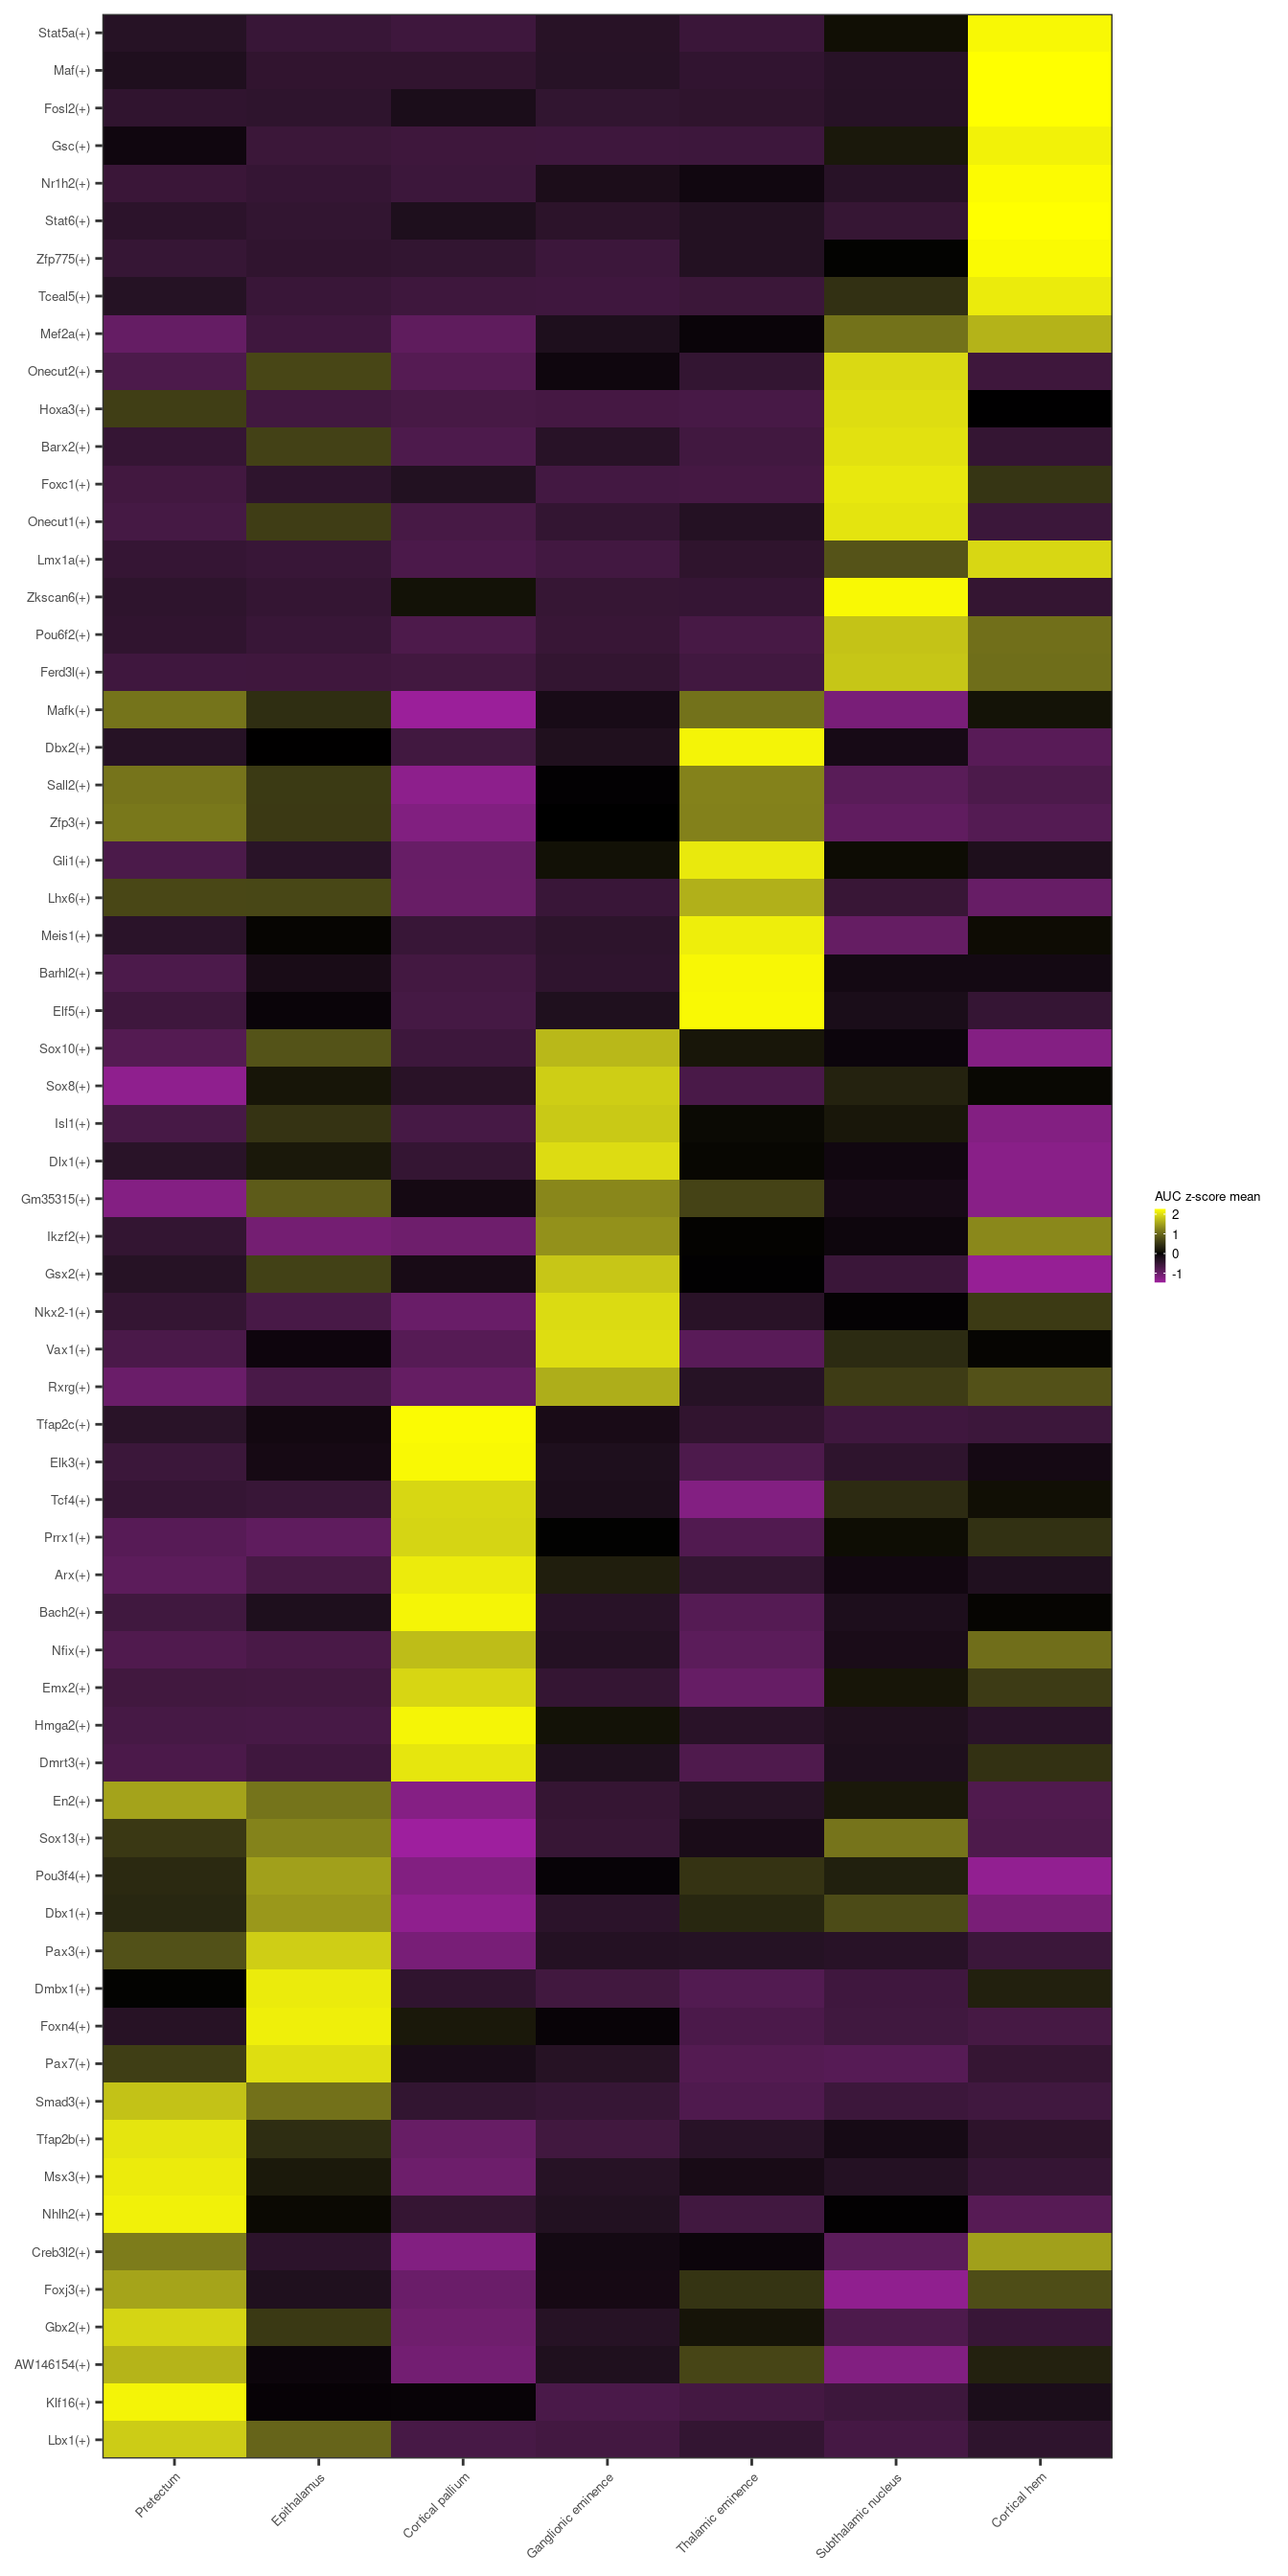 Stat5a(+)
Maf(+)
Fosl2(+)
Gsc(+)
Nr1h2(+)
Stat6(+)
Zfp775(+)
Tceal5(+)
Mef2a(+)
Onecut2(+)
Hoxa3(+)
Barx2(+)
Foxc1(+)
Onecut1(+)
Lmx1a(+)
Zkscan6(+)
Pou6f2(+)
Ferd3l(+)
Mafk(+)
Dbx2(+)
Sall2(+)
Zfp3(+)
Gli1(+)
Lhx6(+)
Meis1(+)
Barhl2(+)
Elf5(+)
Sox10(+)
Sox8(+)
Isl1(+)
Dlx1(+)
Gm35315(+)
Ikzf2(+)
Gsx2(+)
Nkx2-1(+)
Vax1(+)
Rxrg(+)
Tfap2c(+)
Elk3(+)
Tcf4(+)
Prrx1(+)
Arx(+)
Bach2(+)
Nfix(+)
Emx2(+)
Hmga2(+)
Dmrt3(+)
En2(+)
Sox13(+)
Pou3f4(+)
Dbx1(+)
Pax3(+)
Dmbx1(+)
Foxn4(+)
Pax7(+)
Smad3(+)
Tfap2b(+)
Msx3(+)
Nhlh2(+)
Creb3l2(+)
Foxj3(+)
Gbx2(+)
AW146154(+)
Klf16(+)
Lbx1(+)
Pretectum
Epithalamus
Cortical pallium
Ganglionic eminence
Thalamic eminence
Subthalamic nucleus
Cortical hem
AUC z-score mean
2
1
0
-1